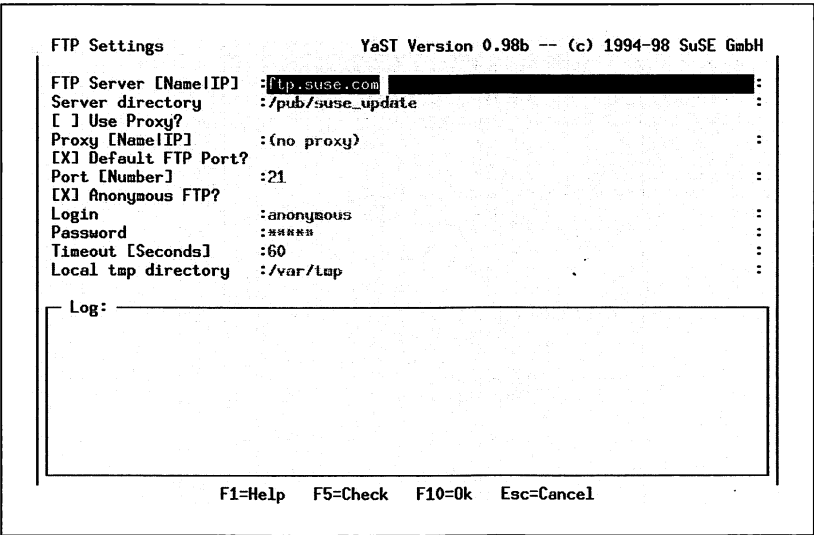 FTP Settings YaST Version 0.98b -- (c) 1994-98 SuSE GmbH
FTP Server [Name|IP] :ftp.suse.com :
Server directory :/pub/suse_update :
[ ] Use Proxy?
Proxy [Name|IP] :(no proxy) :
[X] Default FTP Port?
Port [Number] :21 :
[X] Anonymous FTP?
Login :anonymous :
Password :***** :
Timeout [Seconds] :60 :
Local tmp directory :/var/tmp :
Log:
F1=Help F5=Check F10=Ok Esc=Cancel